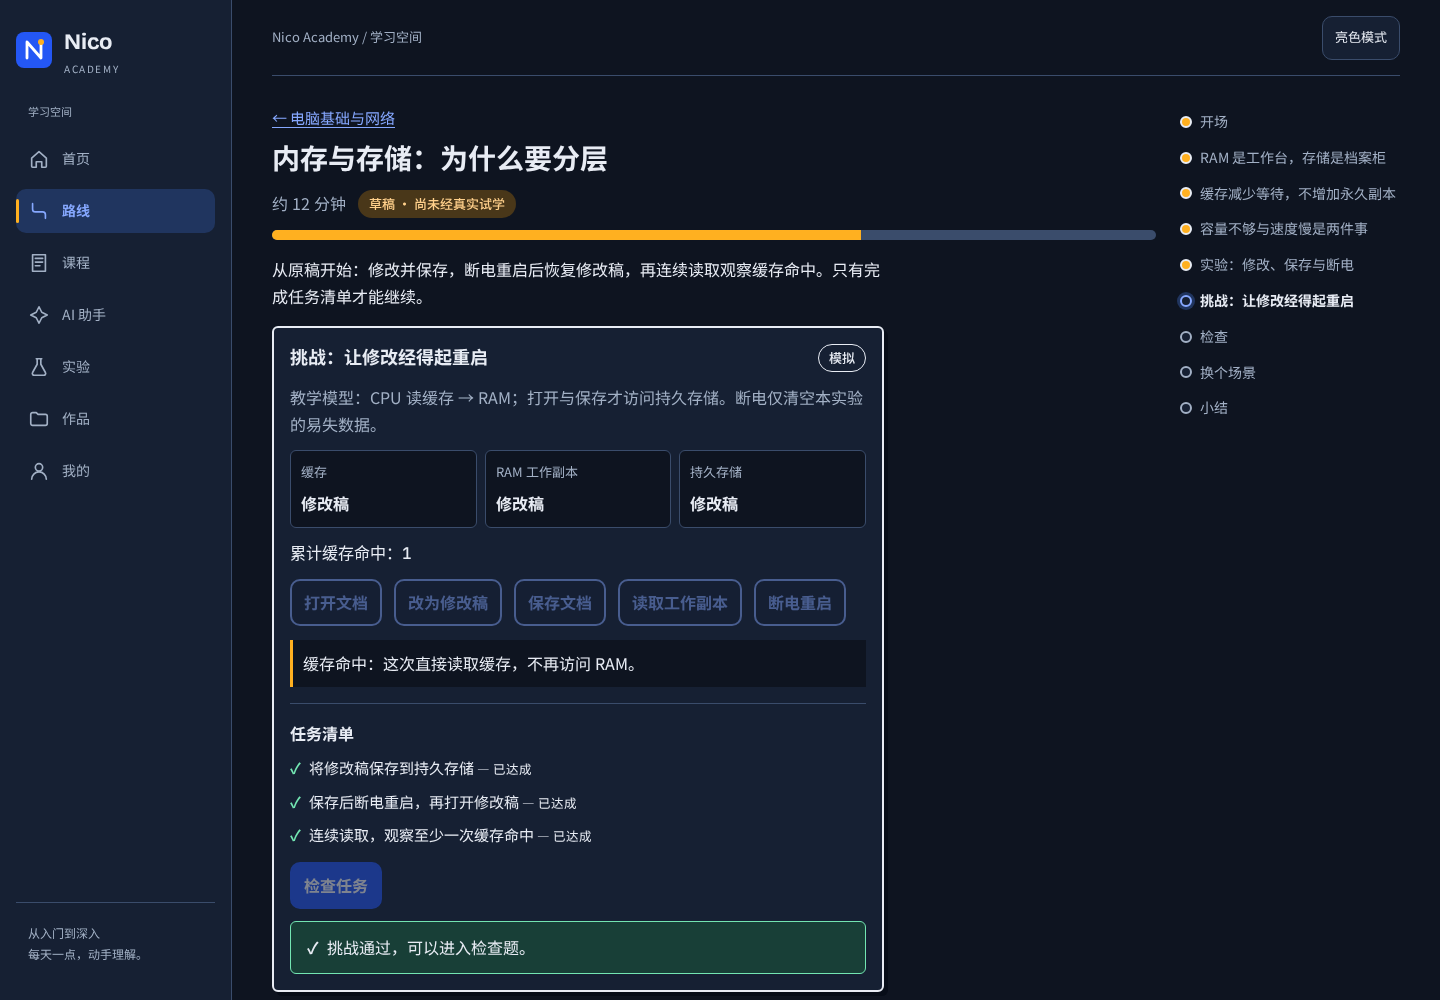 Nico
ACADEMY
学习空间
首页
路线
课程
AI 助手
实验
作品
我的
从入门到深入
每天一点，动手理解。
Nico Academy / 学习空间
亮色模式
← 电脑基础与网络
内存与存储：为什么要分层
约 12 分钟
草稿 · 尚未经真实试学
从原稿开始：修改并保存，断电重启后恢复修改稿，再连续读取观察缓存命中。只有完
成任务清单才能继续。
挑战：让修改经得起重启
模拟
教学模型：CPU 读缓存 → RAM；打开与保存才访问持久存储。断电仅清空本实验
的易失数据。
缓存
修改稿
RAM 工作副本
修改稿
持久存储
修改稿
累计缓存命中：1
打开文档
改为修改稿
保存文档
读取工作副本
断电重启
缓存命中：这次直接读取缓存，不再访问 RAM。
任务清单
✓ 将修改稿保存到持久存储 — 已达成
✓ 保存后断电重启，再打开修改稿 — 已达成
✓ 连续读取，观察至少一次缓存命中 — 已达成
检查任务
✓ 挑战通过，可以进入检查题。
开场
RAM 是工作台，存储是档案柜
缓存减少等待，不增加永久副本
容量不够与速度慢是两件事
实验：修改、保存与断电
挑战：让修改经得起重启
检查
换个场景
小结